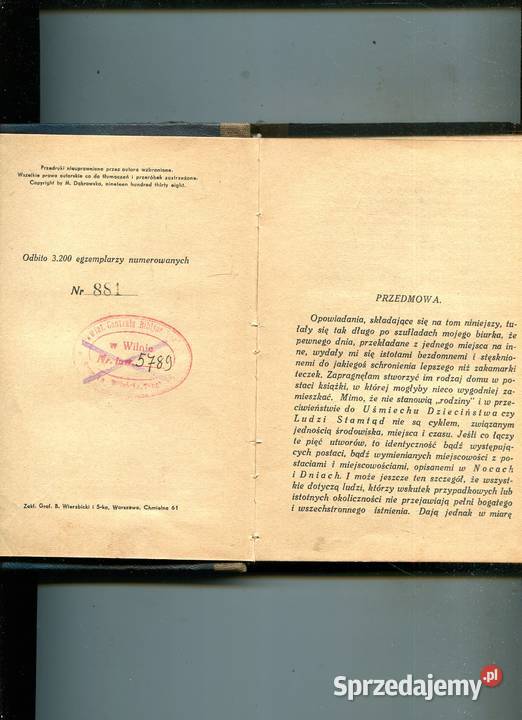 Przedruki nieuprawnione przez autora wzbronione.
Wszelkie prawa autorskie co do tłumaczeń i przeróbek zastrzeżone.
Copyright by M. Dąbrowska, nineteen hundred thirty eight.
Odbito 3.200 egzemplarzy numerowanych
Nr 881
Centrala Bibliot
w Wilnie
Nr. inw. 5789
Zakł. Graf. B. Wierzbicki i S-ka, Warszawa, Chmielna 61
PRZEDMOWA.
Opowiadania, składające się na tom niniejszy, tu-
łały się tak długo po szufladach mojego biurka, że
pewnego dnia, przekładane z jednego miejsca na in-
ne, wydały mi się istotami bezdomnemi i stęsknio-
nemi do jakiegoś schronienia lepszego niż zakamarki
teczek. Zapragnęłam stworzyć im rodzaj domu w po-
staci książki, w której mogłyby nieco wygodniej za-
mieszkać. Mimo, że nie stanowią „rodziny" i w prze-
ciwieństwie do Uśmiechu Dzieciństwa czy
Ludzi Stamtąd nie są cyklem, związanym
jednością środowiska, miejsca i czasu. Jeśli co łączy
te pięć utworów, to identyczność bądź występują-
cych postaci, bądź wymienianych miejscowości z po-
staciami i miejscowościami, opisanemi w Nocach
i Dniach. I może jeszcze ten szczegół, że wszyst-
kie dotyczą ludzi, którzy wskutek przypadkowych lub
istotnych okoliczności nie przejawiają pełni bogatego
i wszechstronnego istnienia. Dają jednak w miarę
Sprzedajemy.pl